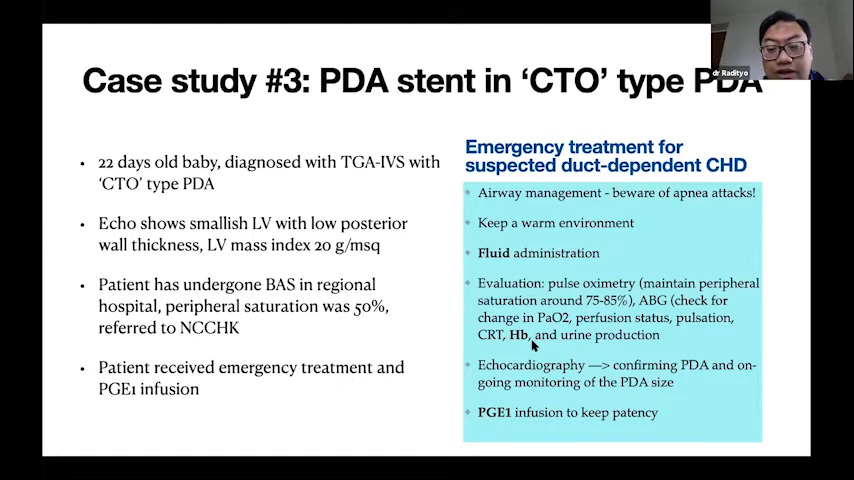 dr Radityo
Case study #3: PDA stent in ‘CTO’ type PDA
• 22 days old baby, diagnosed with TGA-IVS with
‘CTO’ type PDA
• Echo shows smallish LV with low posterior
wall thickness, LV mass index 20 g/msq
• Patient has undergone BAS in regional
hospital, peripheral saturation was 50%,
referred to NCCHK
• Patient received emergency treatment and
PGE1 infusion
Emergency treatment for
suspected duct-dependent CHD
Airway management - beware of apnea attacks!
Keep a warm environment
Fluid administration
Evaluation: pulse oximetry (maintain peripheral
saturation around 75-85%), ABG (check for
change in PaO2, perfusion status, pulsation,
CRT, Hb, and urine production
Echocardiography —> confirming PDA and on-
going monitoring of the PDA size
PGE1 infusion to keep patency